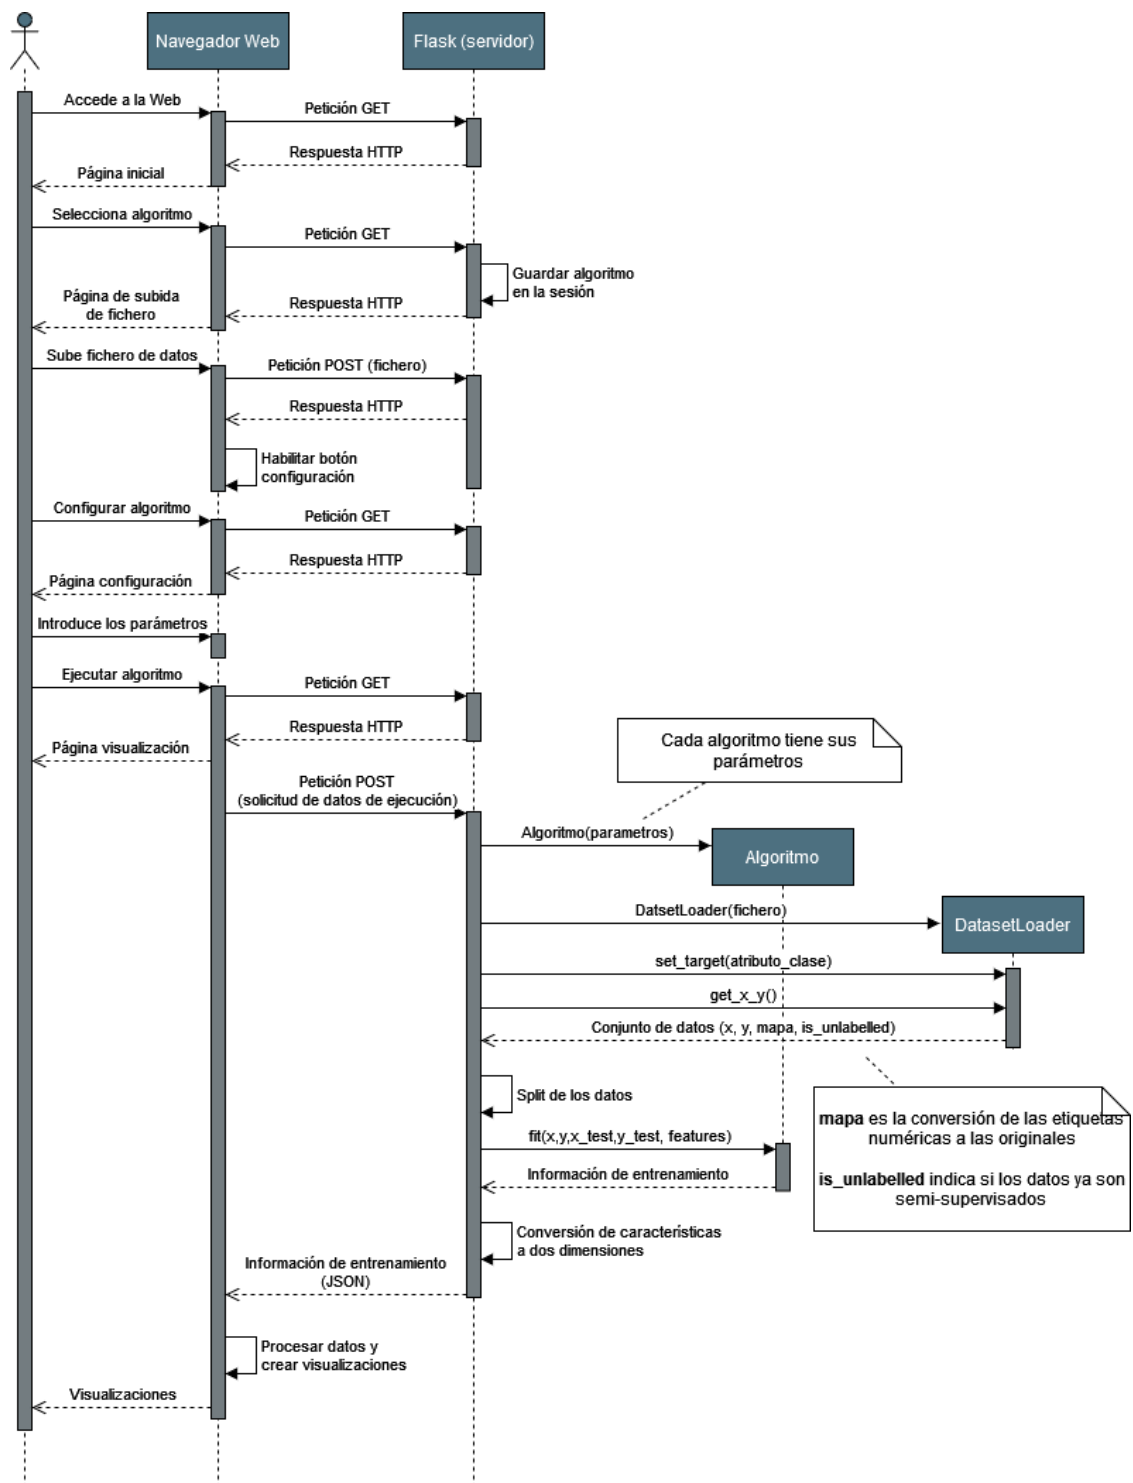 Navegador Web
Flask (servidor)
Accede a la Web
Petición GET
Respuesta HTTP
Página inicial
Selecciona algoritmo
Petición GET
Guardar algoritmo
en la sesión
Página de subida
de fichero
Respuesta HTTP
Sube fichero de datos
Petición POST (fichero)
Respuesta HTTP
Habilitar botón
configuración
Configurar algoritmo
Petición GET
Respuesta HTTP
Página configuración
Introduce los parámetros
Ejecutar algoritmo
Petición GET
Respuesta HTTP
Página visualización
Cada algoritmo tiene sus
parámetros
Petición POST
(solicitud de datos de ejecución)
Algoritmo(parametros)
Algoritmo
DatsetLoader(fichero)
DatasetLoader
set_target(atributo_clase)
get_x_y()
Conjunto de datos (x, y, mapa, is_unlabelled)
Split de los datos
mapa es la conversión de las etiquetas
numéricas a las originales
is_unlabelled indica si los datos ya son
semi-supervisados
fit(x,y,x_test,y_test, features)
Información de entrenamiento
Conversión de características
a dos dimensiones
Información de entrenamiento
(JSON)
Procesar datos y
crear visualizaciones
Visualizaciones